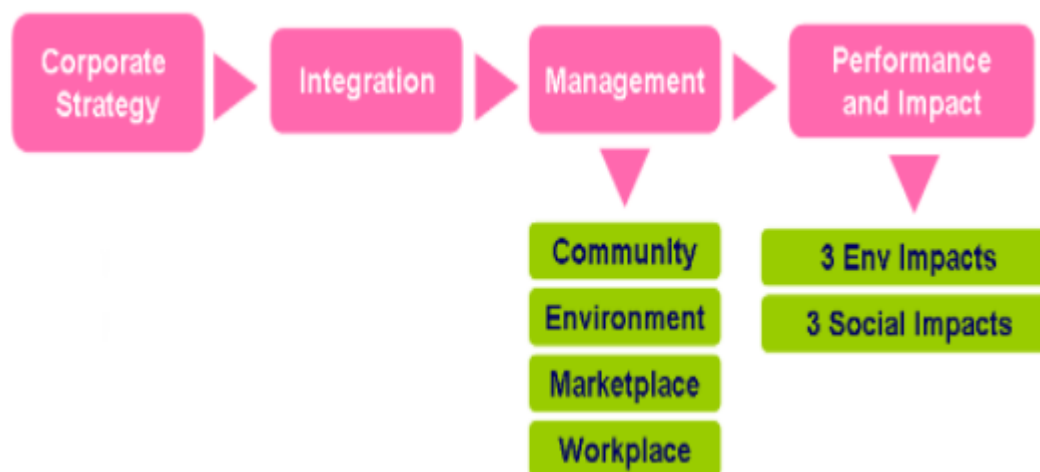 Corporate
Strategy
Integration
Management
Performance
and Impact
Community
Environment
Marketplace
Workplace
3 Env Impacts
3 Social Impacts